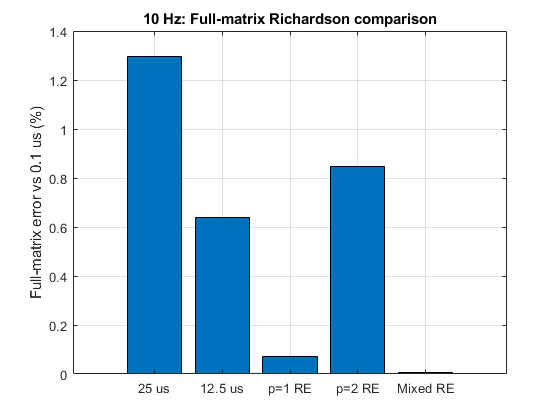 10 Hz: Full-matrix Richardson comparison
Full-matrix error vs 0.1 us (%)
1.4
1.2
1
0.8
0.6
0.4
0.2
0
25 us
12.5 us
p=1 RE
p=2 RE
Mixed RE